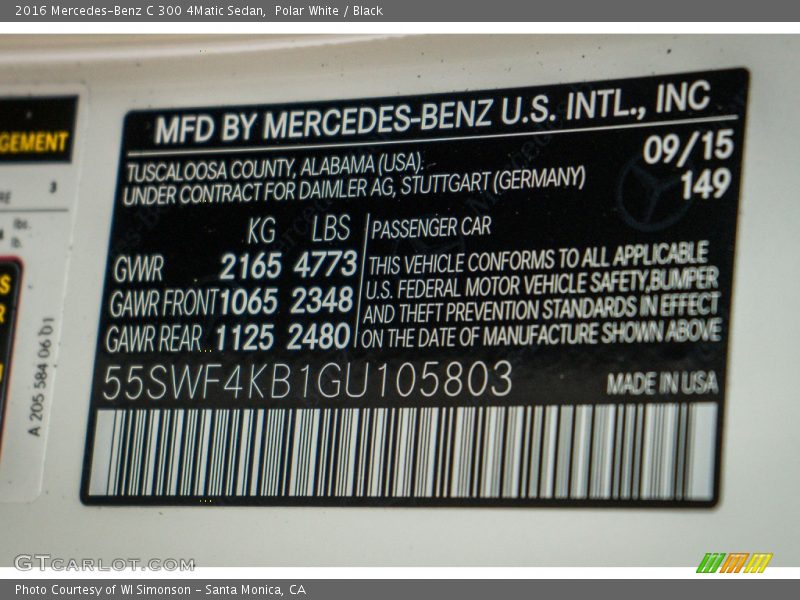 2016 Mercedes-Benz C 300 4Matic Sedan,  Polar White / Black
GEMENT
3
lbs.
A 205 584 06 01
MFD BY MERCEDES-BENZ U.S. INTL., INC
TUSCALOOSA COUNTY, ALABAMA (USA).
UNDER CONTRACT FOR DAIMLER AG, STUTTGART (GERMANY)
09/15
149
KG LBS
GWR 2165 4773
GAWR FRONT 1065 2348
GAWR REAR 1125 2480
PASSENGER CAR
THIS VEHICLE CONFORMS TO ALL APPLICABLE
U.S. FEDERAL MOTOR VEHICLE SAFETY, BUMPER
AND THEFT PREVENTION STANDARDS IN EFFECT
ON THE DATE OF MANUFACTURE SHOWN ABOVE
55SWF4KB1GU105803
MADE IN USA
GTCARLOT.COM
Photo Courtesy of WI Simonson - Santa Monica, CA